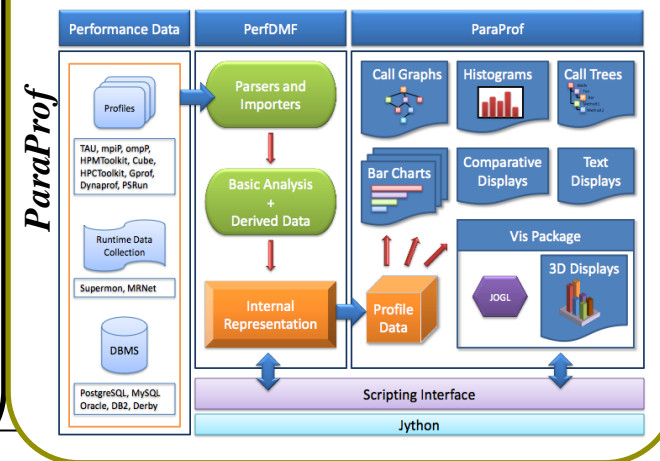 ParaProf
Performance Data
PerfDMF
ParaProf
Profiles
TAU, mpiP, ompP,
HPMToolkit, Cube,
HPCToolkit, Gprof,
Dynaprof, PSRun
Runtime Data
Collection
Supermon, MRNet
DBMS
PostgreSQL, MySQL
Oracle, DB2, Derby
Parsers and
Importers
Basic Analysis
+
Derived Data
Internal
Representation
Call Graphs
Histograms
Call Trees
Bar Charts
Comparative
Displays
Text
Displays
Profile
Data
Vis Package
JOGL
3D Displays
Scripting Interface
Jython